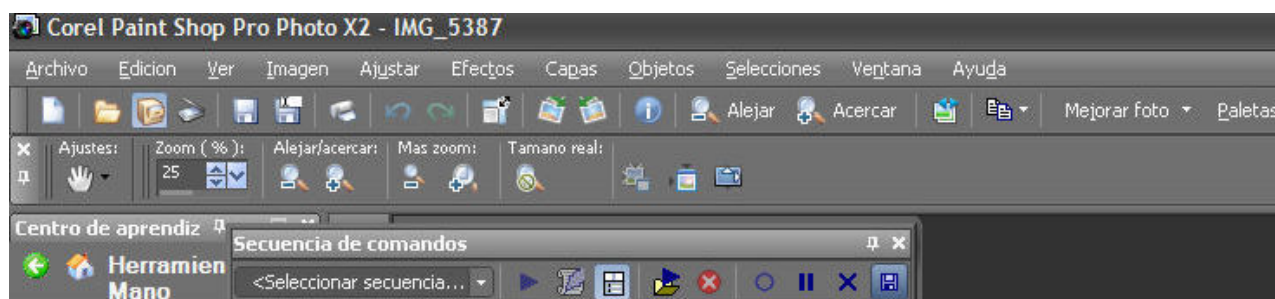 Corel Paint Shop Pro Photo X2 - IMG_5387
Archivo Edicion Ver Imagen Ajustar Efectos Capas Objetos Selecciones Ventana Ayuda
Alejar Acercar Mejorar foto Paletas
Ajustes: Zoom ( % ): Alejar/acercar: Mas zoom: Tamano real:
25
Centro de aprendiz
Secuencia de comandos
Herramien
Mano
<Seleccionar secuencia...